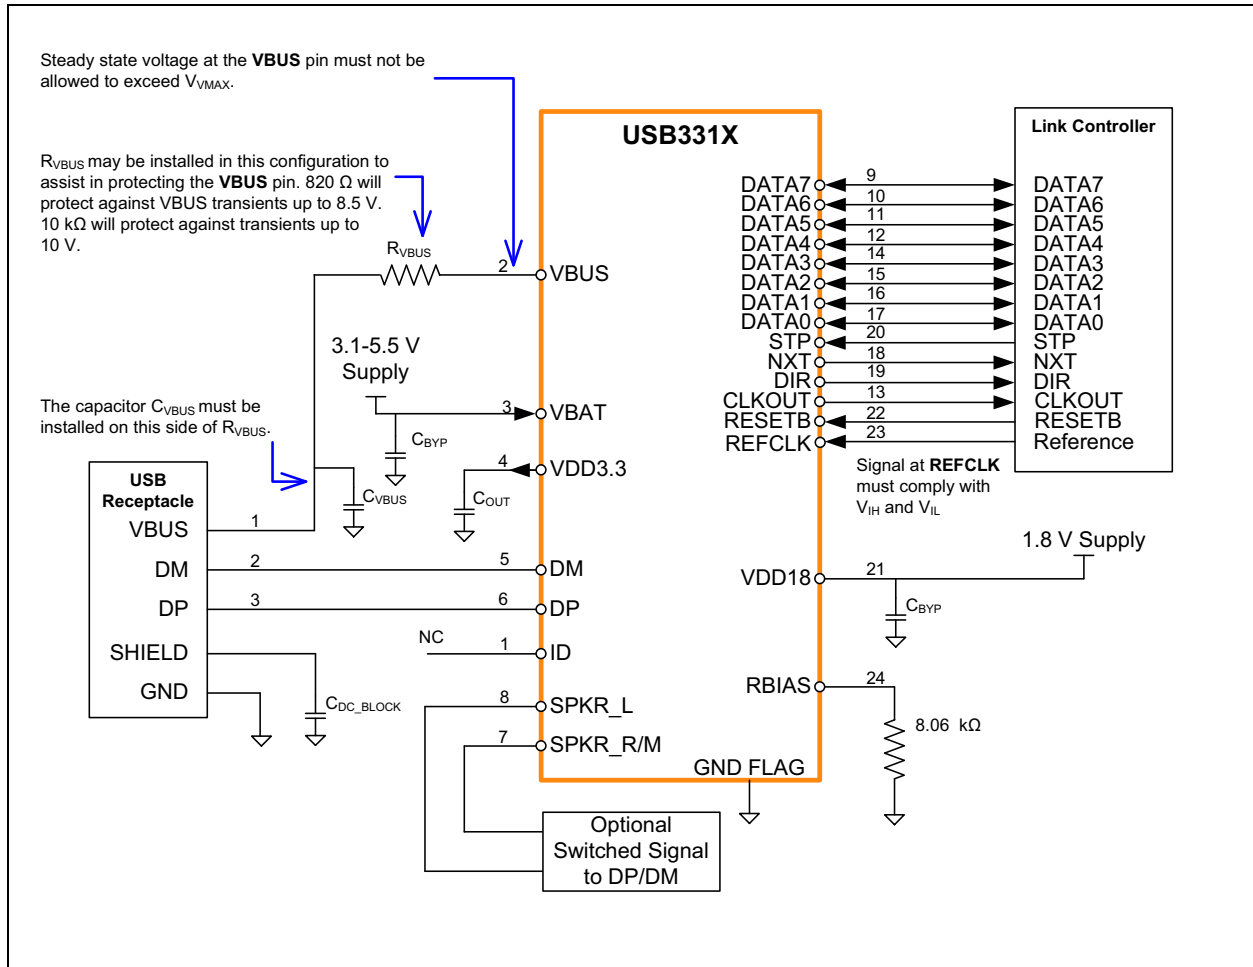 Steady state voltage at the VBUS pin must not be
allowed to exceed VVMAX.
RVBUS may be installed in this configuration to
assist in protecting the VBUS pin. 820 Ω will
protect against VBUS transients up to 8.5 V.
10 kΩ will protect against transients up to
10 V.
RVBUS
2
VBUS
3.1-5.5 V
Supply
3
VBAT
CBYP
4
VDD3.3
COUT
The capacitor CVBUS must be
installed on this side of RVBUS.
CVBUS
USB
Receptacle
VBUS
1
DM
2
5
DM
DP
3
6
DP
SHIELD
NC
1
ID
GND
CDC_BLOCK
8
SPKR_L
7
SPKR_R/M
GND FLAG
Optional
Switched Signal
to DP/DM
USB331X
Link Controller
DATA7
9
DATA7
DATA6
10
DATA6
DATA5
11
DATA5
DATA4
12
DATA4
DATA3
14
DATA3
DATA2
15
DATA2
DATA1
16
DATA1
DATA0
17
DATA0
STP
20
STP
NXT
18
NXT
DIR
19
DIR
CLKOUT
13
CLKOUT
RESETB
22
RESETB
REFCLK
23
Reference
Signal at REFCLK
must comply with
VIH and VIL
1.8 V Supply
VDD18
21
CBYP
RBIAS
24
8.06 kΩ